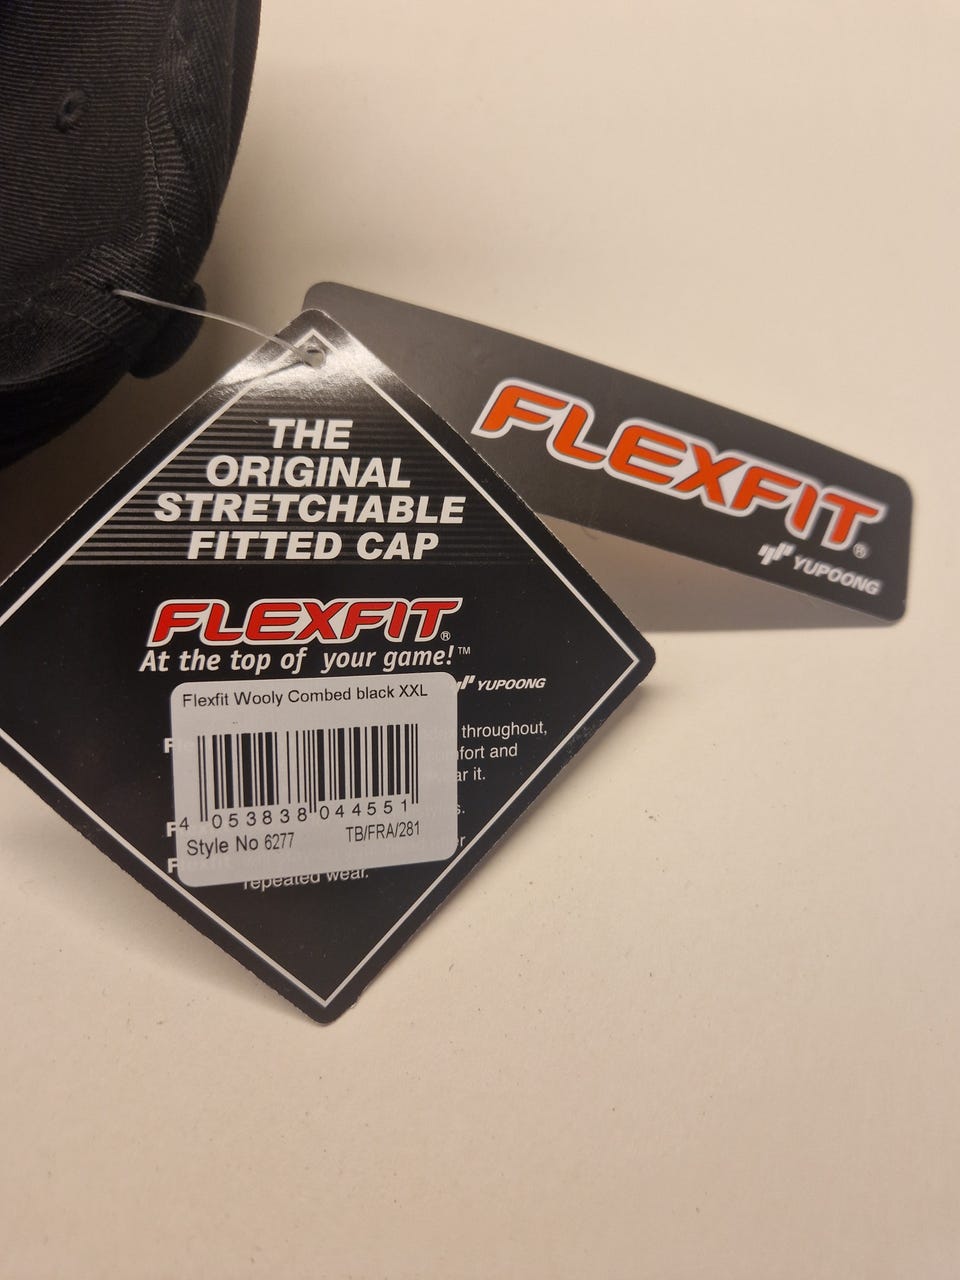 THE
ORIGINAL
STRETCHABLE
FITTED CAP
FLEXFIT®
At the top of your game!™
YUPOONG
Flexfit Wooly Combed black XXL
4 053838 044551
Style No 6277 TB/FRA/281
throughout,
and
it.
repeated wear.
FLEXFIT®
YUPOONG